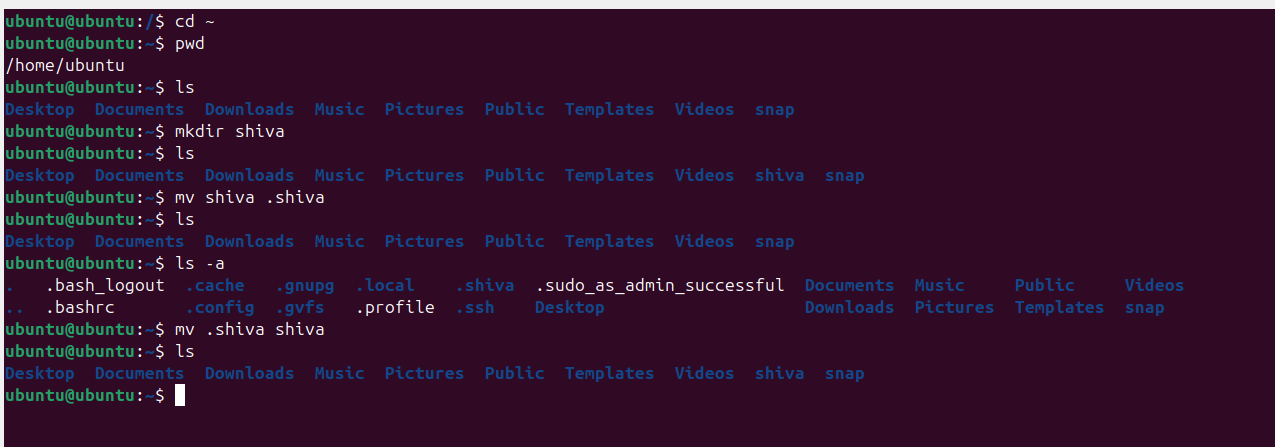 ubuntu@ubuntu:/$ cd ~
ubuntu@ubuntu:~$ pwd
/home/ubuntu
ubuntu@ubuntu:~$ ls
Desktop  Documents  Downloads  Music  Pictures  Public  Templates  Videos  snap
ubuntu@ubuntu:~$ mkdir shiva
ubuntu@ubuntu:~$ ls
Desktop  Documents  Downloads  Music  Pictures  Public  Templates  Videos  shiva  snap
ubuntu@ubuntu:~$ mv shiva .shiva
ubuntu@ubuntu:~$ ls
Desktop  Documents  Downloads  Music  Pictures  Public  Templates  Videos  snap
ubuntu@ubuntu:~$ ls -a
.   .bash_logout  .cache   .gnupg  .local    .shiva  .sudo_as_admin_successful  Documents  Music     Public     Videos
..  .bashrc       .config  .gvfs   .profile  .ssh    Desktop                    Downloads  Pictures  Templates  snap
ubuntu@ubuntu:~$ mv .shiva shiva
ubuntu@ubuntu:~$ ls
Desktop  Documents  Downloads  Music  Pictures  Public  Templates  Videos  shiva  snap
ubuntu@ubuntu:~$